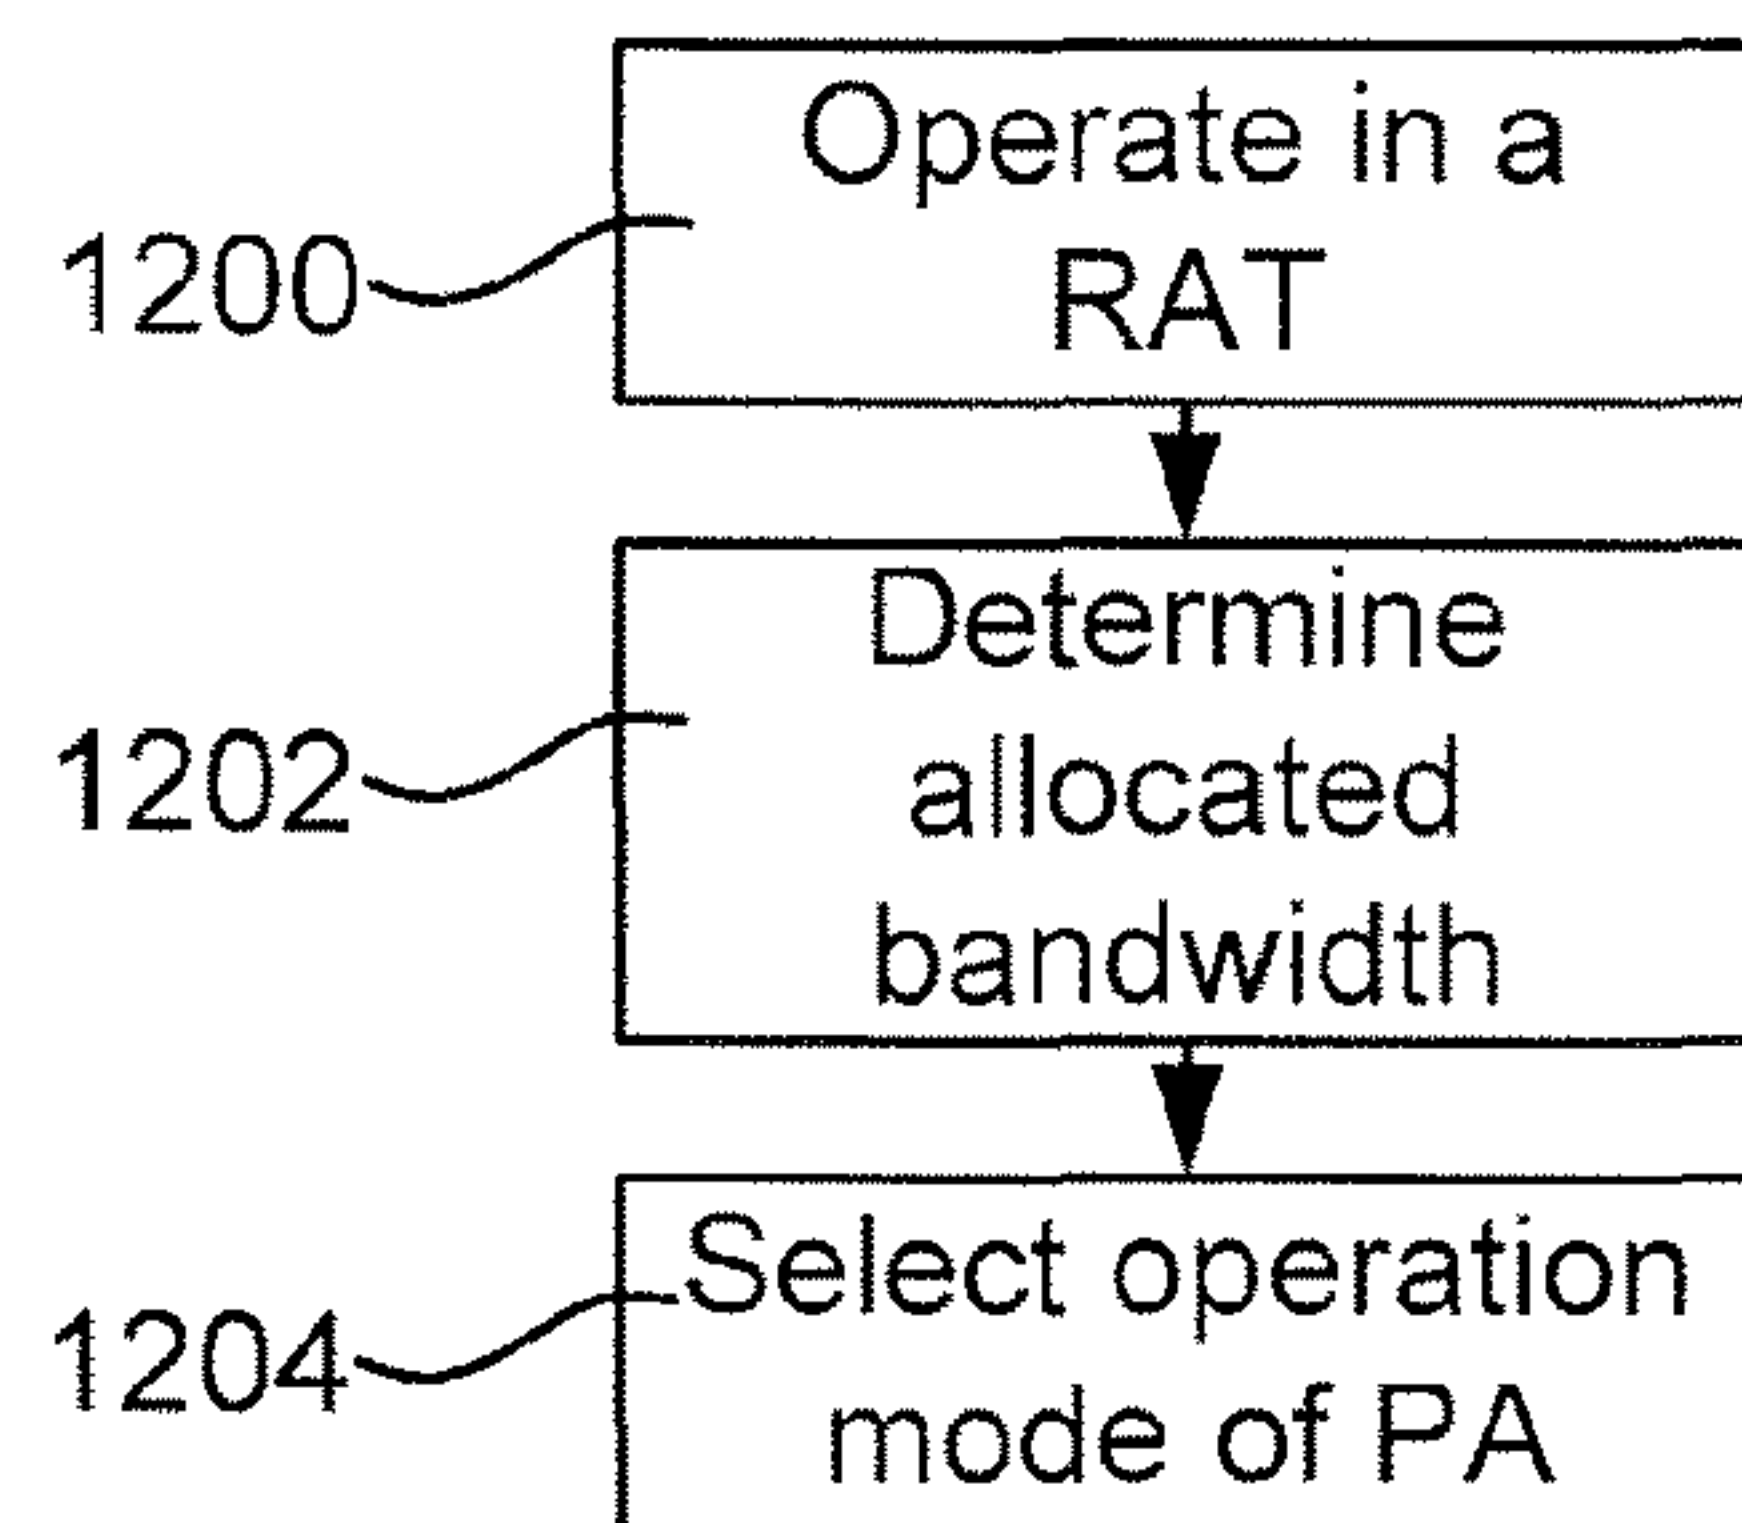 Operate in a
RAT
1200
Determine
allocated
bandwidth
1202
Select operation
mode of PA
1204